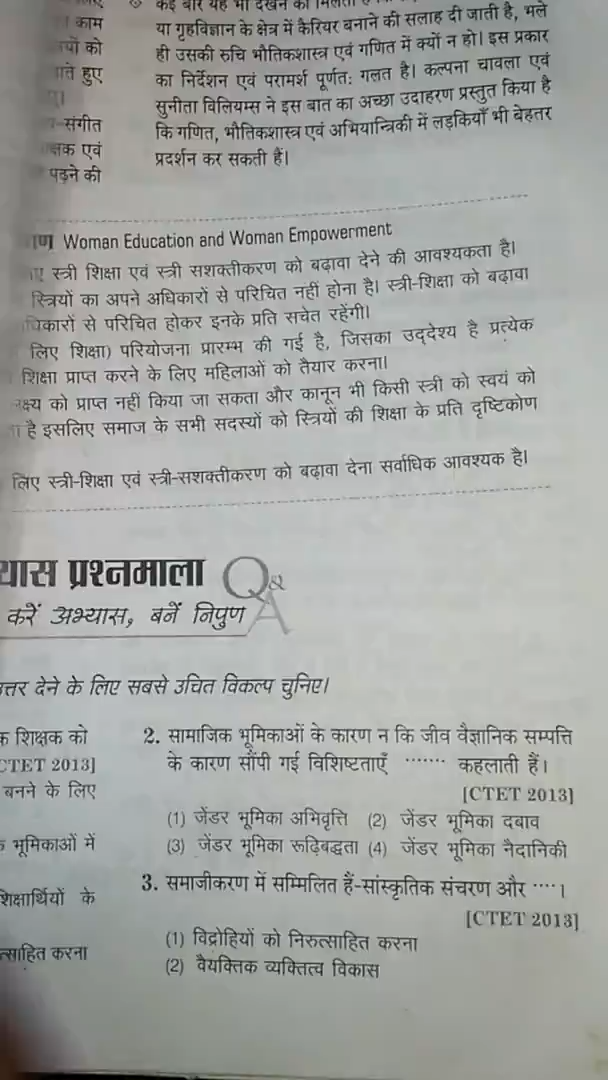 काम
को
हुए
संगीत
एवं
पढ़ने की
या गृहविज्ञान के क्षेत्र में कैरियर बनाने की सलाह दी जाती है, भले
ही उसकी रुचि भौतिकशास्त्र एवं गणित में क्यों न हो। इस प्रकार
का निर्देशन एवं परामर्श पूर्णतः गलत है। कल्पना चावला एवं
सुनीता विलियम्स ने इस बात का अच्छा उदाहरण प्रस्तुत किया है
कि गणित, भौतिकशास्त्र एवं अभियान्त्रिकी में लड़कियाँ भी बेहतर
प्रदर्शन कर सकती हैं।
Woman Education and Woman Empowerment
स्त्री शिक्षा एवं स्त्री सशक्तीकरण को बढ़ावा देने की आवश्यकता है।
स्त्रियों का अपने अधिकारों से परिचित नहीं होना है। स्त्री-शिक्षा को बढ़ावा
से परिचित होकर इनके प्रति सचेत रहेंगी।
लिए शिक्षा) परियोजना प्रारम्भ की गई है, जिसका उद्देश्य है प्रत्येक
शिक्षा प्राप्त करने के लिए महिलाओं को तैयार करना।
को प्राप्त नहीं किया जा सकता और कानून भी किसी स्त्री को स्वयं को
है इसलिए समाज के सभी सदस्यों को स्त्रियों की शिक्षा के प्रति दृष्टिकोण
लिए स्त्री-शिक्षा एवं स्त्री-सशक्तीकरण को बढ़ावा देना सर्वाधिक आवश्यक है।
प्रश्नमाला Q&A
करें अभ्यास, बनें निपुण
उत्तर देने के लिए सबसे उचित विकल्प चुनिए।
शिक्षक को
CTET 2013]
बनने के लिए
भूमिकाओं में
शिक्षार्थियों के
करना
2. सामाजिक भूमिकाओं के कारण न कि जीव वैज्ञानिक सम्पत्ति
के कारण सौंपी गई विशिष्टताएँ ....... कहलाती हैं।
[CTET 2013]
(1) जेंडर भूमिका अभिवृत्ति (2) जेंडर भूमिका दबाव
(3) जेंडर भूमिका रूढ़िबद्धता (4) जेंडर भूमिका नैदानिकी
3. समाजीकरण में सम्मिलित हैं-सांस्कृतिक संचरण और ....।
[CTET 2013]
(1) विद्रोहियों को निरुत्साहित करना
(2) वैयक्तिक व्यक्तित्व विकास